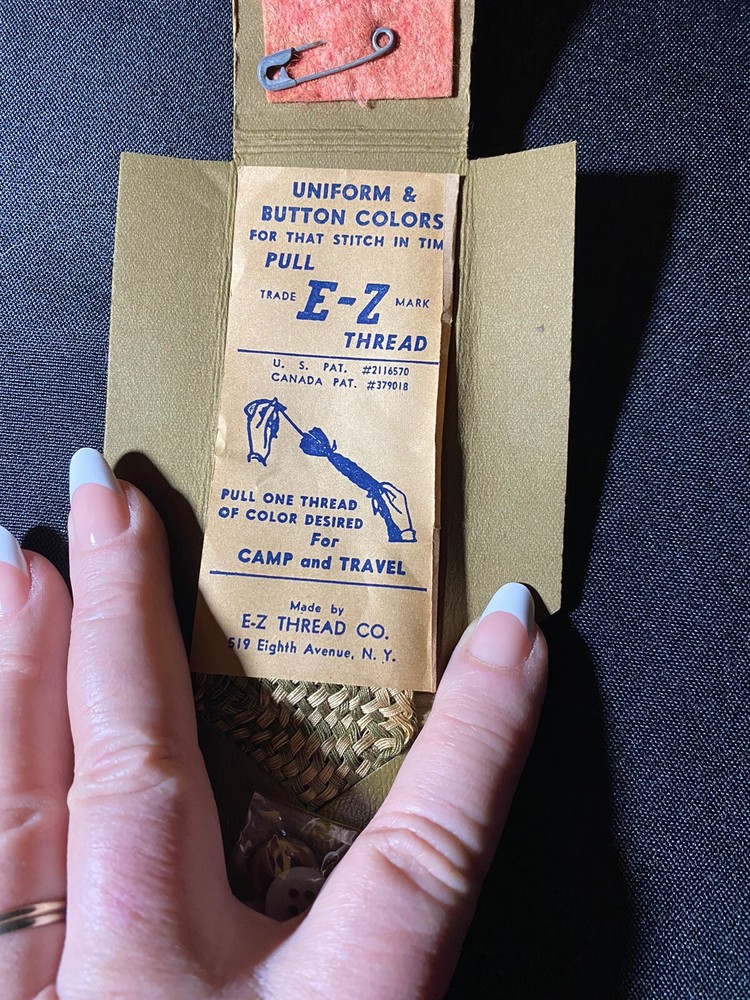 UNIFORM &
BUTTON COLORS
FOR THAT STITCH IN TIM
PULL
TRADE E-Z MARK
THREAD
U. S. PAT. #2116570
CANADA PAT. #379018
PULL ONE THREAD
OF COLOR DESIRED
For
CAMP and TRAVEL
Made by
E-Z THREAD CO.
519 Eighth Avenue, N. Y.